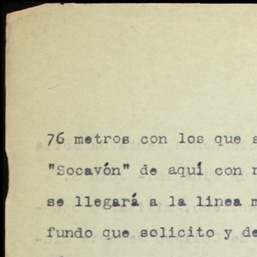 76 metros con los que
"Socavón" de aquí con
se llegará a la linea
fundo que solicito y de